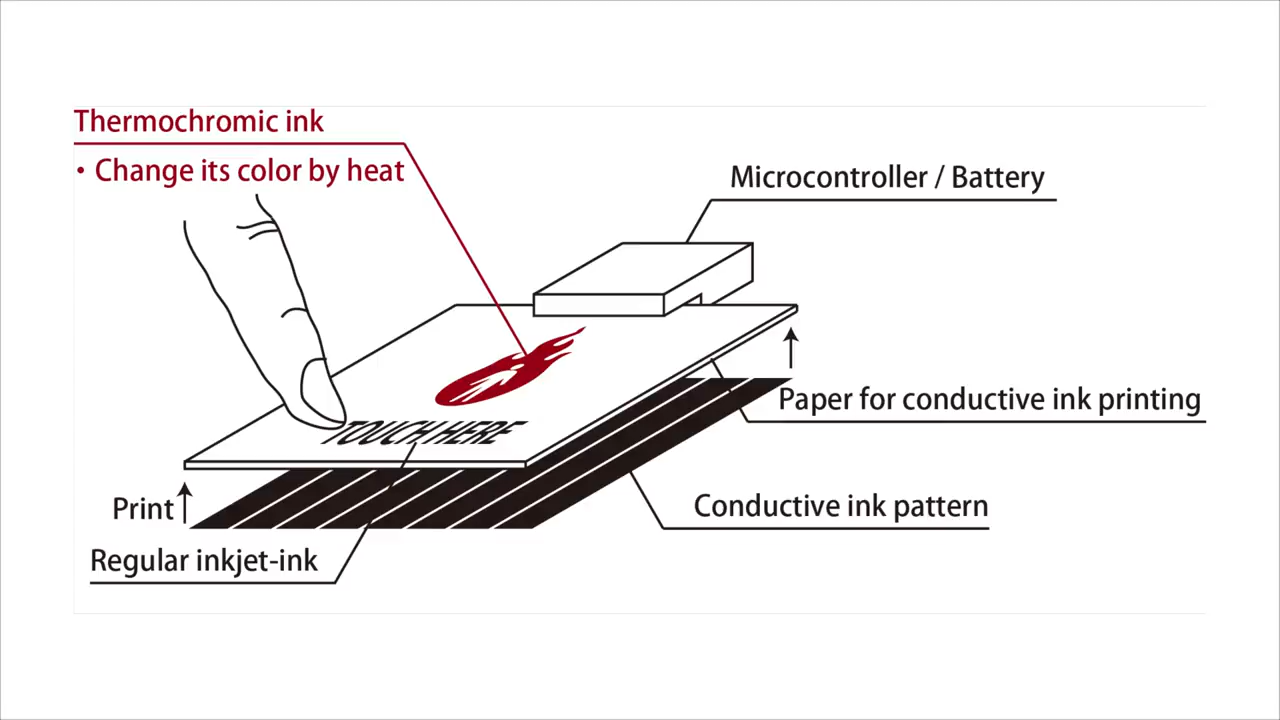 Thermochromic ink
• Change its color by heat
Microcontroller / Battery
Paper for conductive ink printing
TOUCH HERE
Conductive ink pattern
Print
Regular inkjet-ink